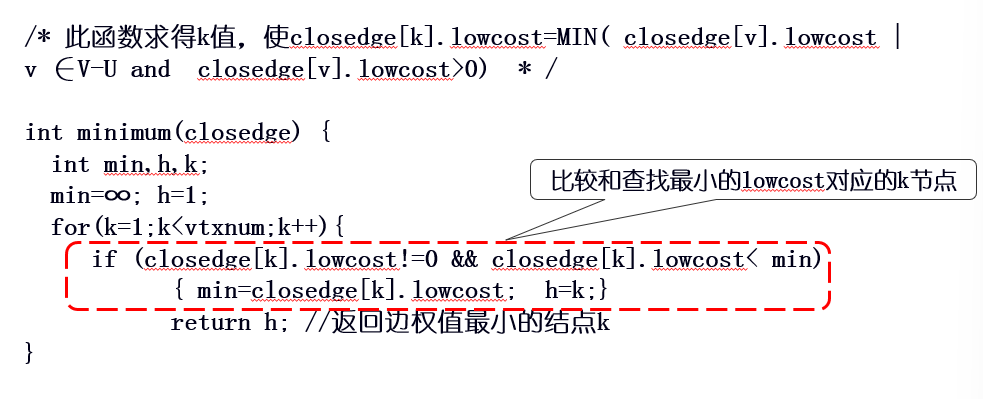 /* 此函数求得k值，使closedge[k].lowcost=MIN( closedge[v].lowcost |
v ∈V-U and  closedge[v].lowcost>0)  * /
int minimum(closedge) {
int min,h,k;
比较和查找最小的lowcost对应的k节点
min=∞; h=1;
for(k=1;k<vtxnum;k++){
if (closedge[k].lowcost!=0 && closedge[k].lowcost< min)
{ min=closedge[k].lowcost;  h=k;}
return h; //返回边权值最小的结点k
}